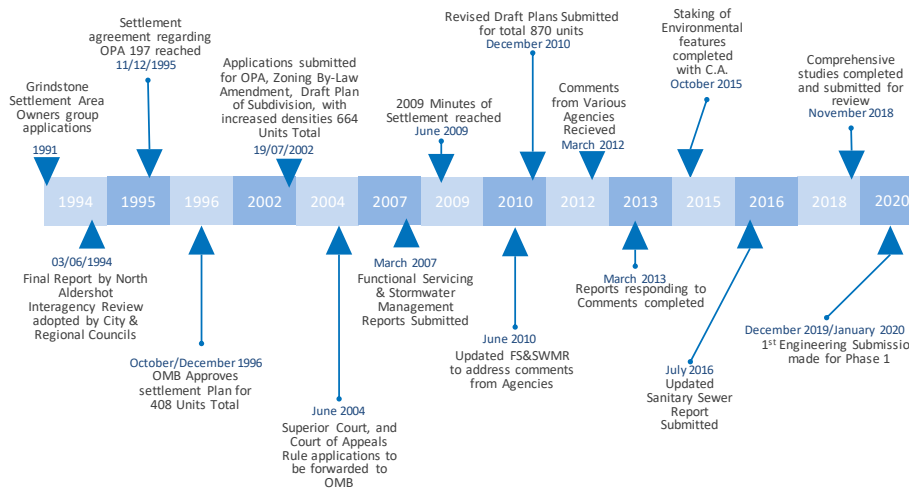 Settlement
agreement regarding
OPA 197 reached
11/12/1995
Grindstone
Settlement Area
Owners group
applications
1991
Applications submitted
for OPA, Zoning By-Law
Amendment, Draft Plan
of Subdivision, with
increased densities 664
Units Total
19/07/2002
2009 Minutes of
Settlement reached
June 2009
Revised Draft Plans Submitted
for total 870 units
December 2010
Comments
from Various
Agencies
Recieved
March 2012
Staking of
Environmental
features
completed
with C.A.
October 2015
Comprehensive
studies completed
and submitted for
review
November 2018
1994
1995
1996
2002
2004
2007
2009
2010
2012
2013
2015
2016
2018
2020
03/06/1994
Final Report by North
Aldershot
Interagency Review
adopted by City &
Regional Councils
October/December 1996
OMB Approves
settlement Plan for
408 Units Total
June 2004
Superior Court, and
Court of Appeals
Rule applications to
be forwarded to
OMB
March 2007
Functional Servicing
& Stormwater
Management
Reports Submitted
June 2010
Updated FS&SWMR to
address comments
from Agencies
March 2013
Reports responding to
Comments completed
July 2016
Updated
Sanitary Sewer
Report
Submitted
December 2019/January 2020
1st Engineering Submissio
made for Phase 1